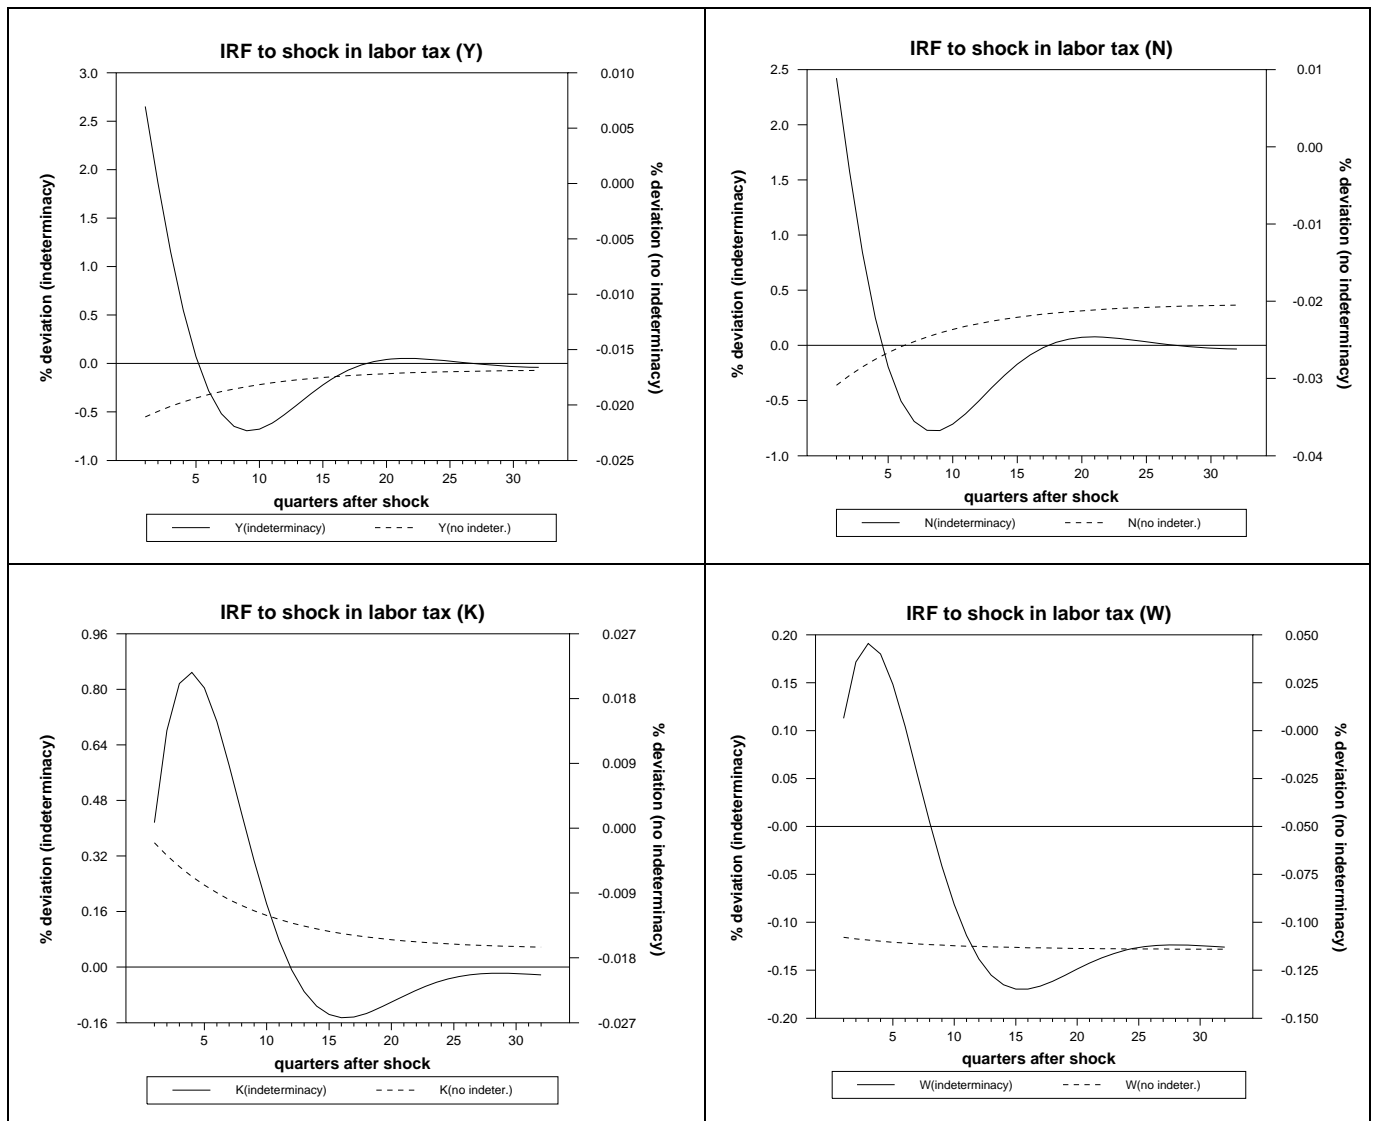 IRF to shock in labor tax (Y)
% deviation (indeterminacy)
3.0
2.5
2.0
1.5
1.0
0.5
0.0
-0.5
-1.0
0.010
0.005
0.000
-0.005
-0.010
-0.015
-0.020
-0.025
% deviation (no indeterminacy)
5 10 15 20 25 30
quarters after shock
Y(indeterminacy) Y(no indeter.)
IRF to shock in labor tax (N)
% deviation (indeterminacy)
2.5
2.0
1.5
1.0
0.5
0.0
-0.5
-1.0
0.01
0.00
-0.01
-0.02
-0.03
-0.04
% deviation (no indeterminacy)
5 10 15 20 25 30
quarters after shock
N(indeterminacy) N(no indeter.)
IRF to shock in labor tax (K)
% deviation (indeterminacy)
0.96
0.80
0.64
0.48
0.32
0.16
0.00
-0.16
0.027
0.018
0.009
0.000
-0.009
-0.018
-0.027
% deviation (no indeterminacy)
5 10 15 20 25 30
quarters after shock
K(indeterminacy) K(no indeter.)
IRF to shock in labor tax (W)
% deviation (indeterminacy)
0.20
0.15
0.10
0.05
-0.00
-0.05
-0.10
-0.15
-0.20
0.050
0.025
-0.000
-0.025
-0.050
-0.075
-0.100
-0.125
-0.150
% deviation (no indeterminacy)
5 10 15 20 25 30
quarters after shock
W(indeterminacy) W(no indeter.)